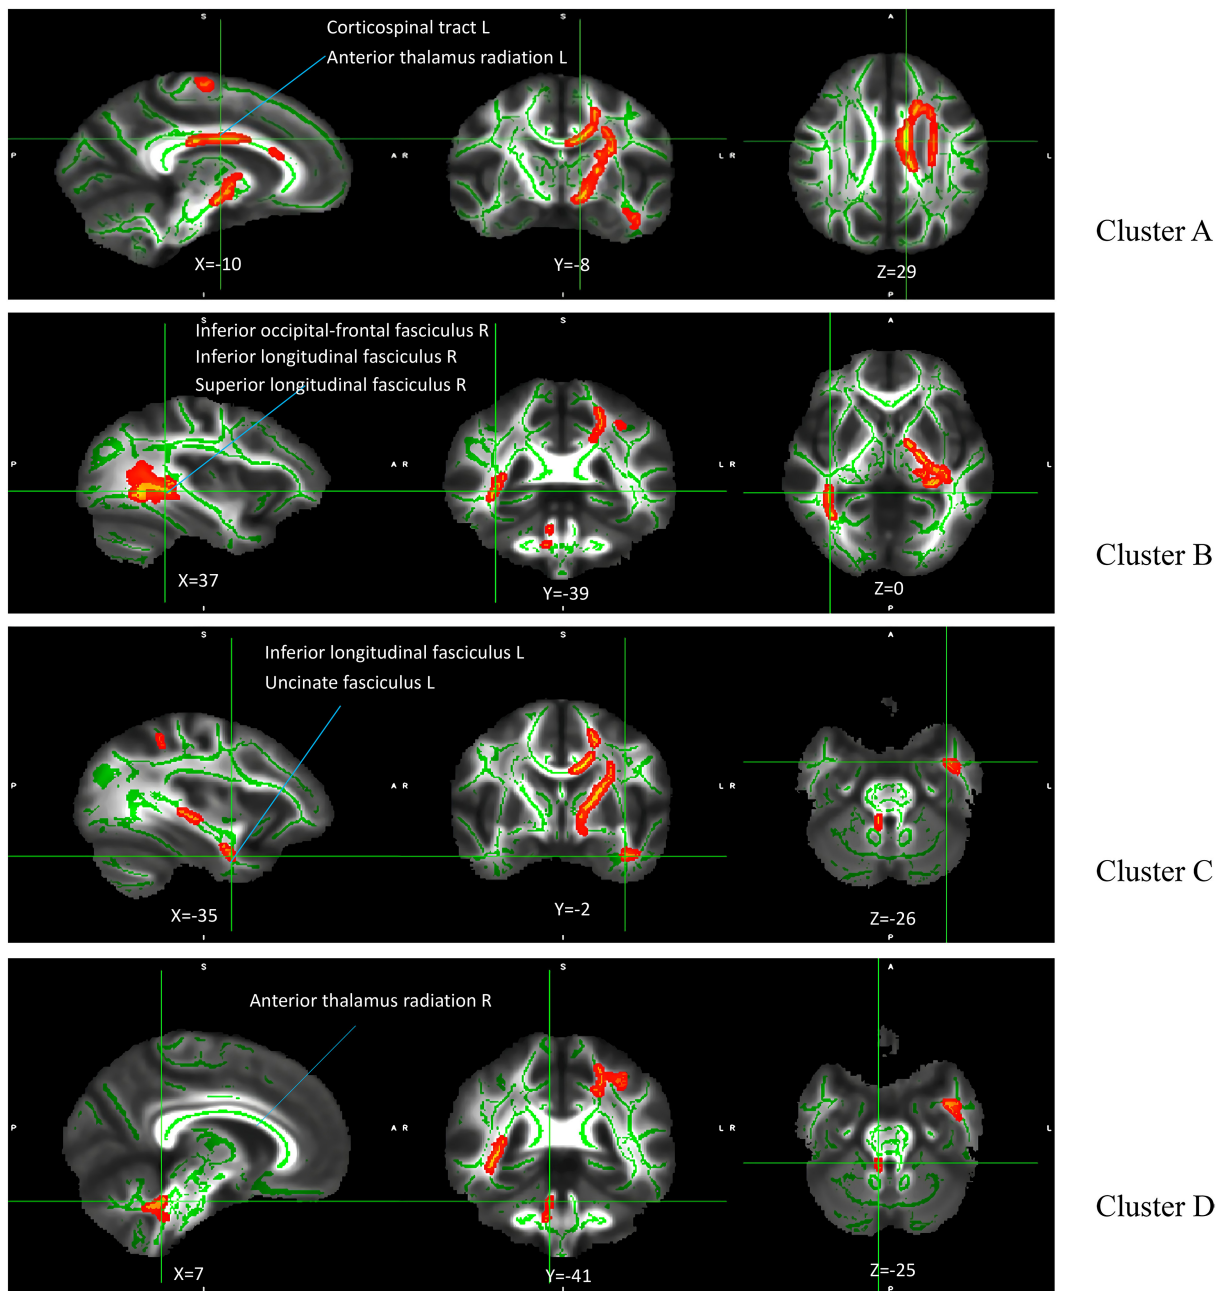 S
S
A
Corticospinal tract L
Anterior thalamus radiation L
P
A R
L R
L
X=-10
Y=-8
Z=29
I
I
P
Cluster A
S
S
A
Inferior occipital-frontal fasciculus R
Inferior longitudinal fasciculus R
Superior longitudinal fasciculus R
P
A R
L R
L
X=37
Y=-39
Z=0
I
I
P
Cluster B
S
S
A
Inferior longitudinal fasciculus L
Uncinate fasciculus L
P
A R
L R
L
X=-35
Y=-2
Z=-26
I
I
P
Cluster C
S
S
A
Anterior thalamus radiation R
P
A R
L R
L
X=7
Y=-41
Z=-25
I
I
P
Cluster D